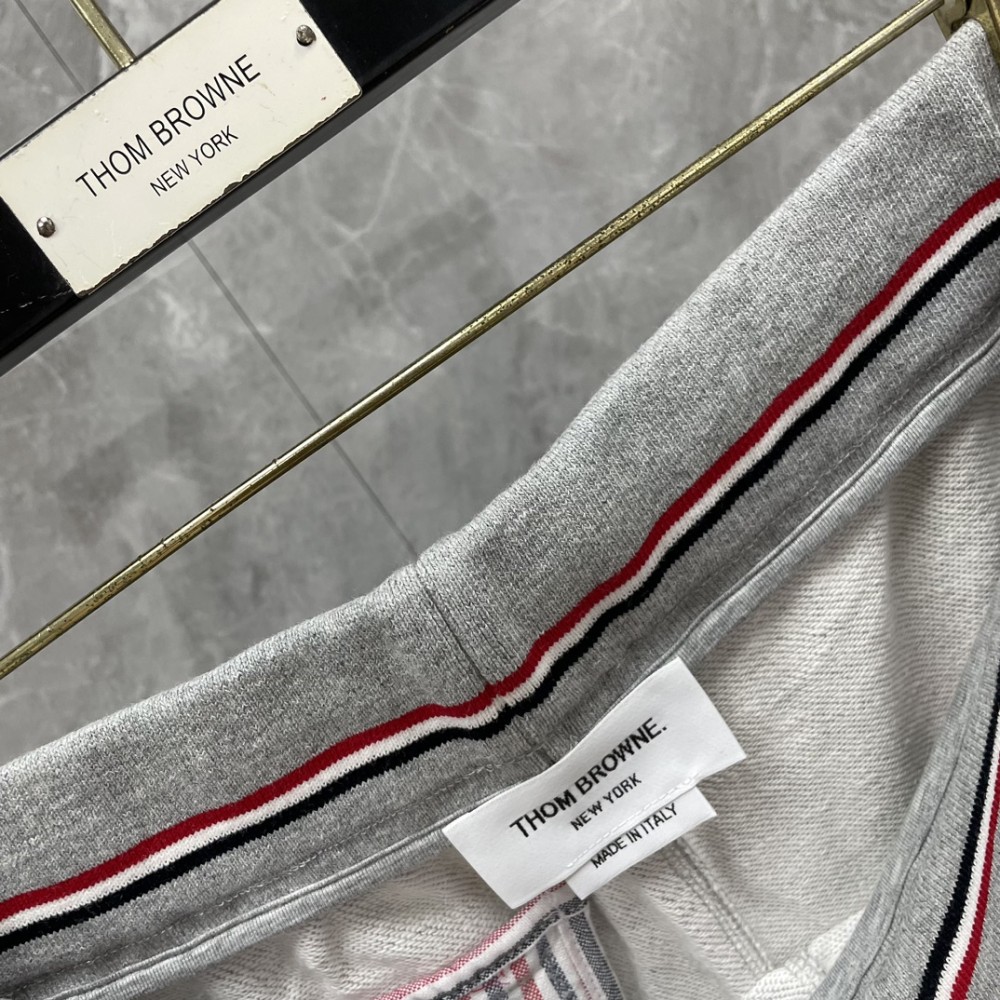 THOM BROWNE
NEW YORK
THOM BROWNE.
NEW YORK
MADE IN ITALY